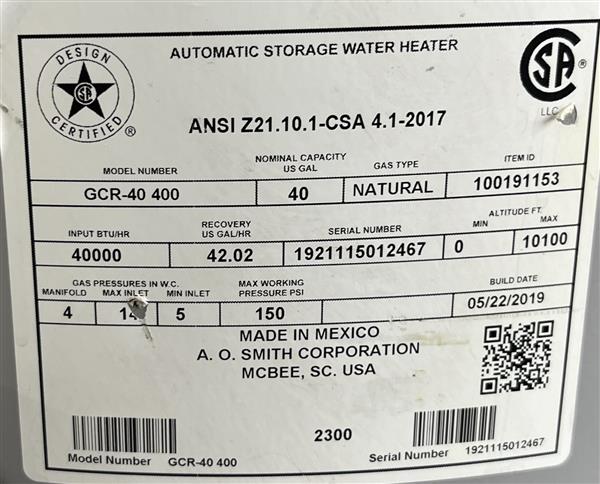 DESIGN CERTIFIED ®
AUTOMATIC STORAGE WATER HEATER
CSA ®
LLC
ANSI Z21.10.1-CSA 4.1-2017
MODEL NUMBER NOMINAL CAPACITY US GAL GAS TYPE ITEM ID
GCR-40 400 40 NATURAL 100191153
INPUT BTU/HR RECOVERY US GAL/HR SERIAL NUMBER ALTITUDE FT. MIN MAX
40000 42.02 1921115012467 0 10100
GAS PRESSURES IN W.C. MAX WORKING PRESSURE PSI BUILD DATE
MANIFOLD MAX INLET MIN INLET
4 5 150 05/22/2019
MADE IN MEXICO
A. O. SMITH CORPORATION
MCBEE, SC. USA
2300
Model Number GCR-40 400
Serial Number 1921115012467